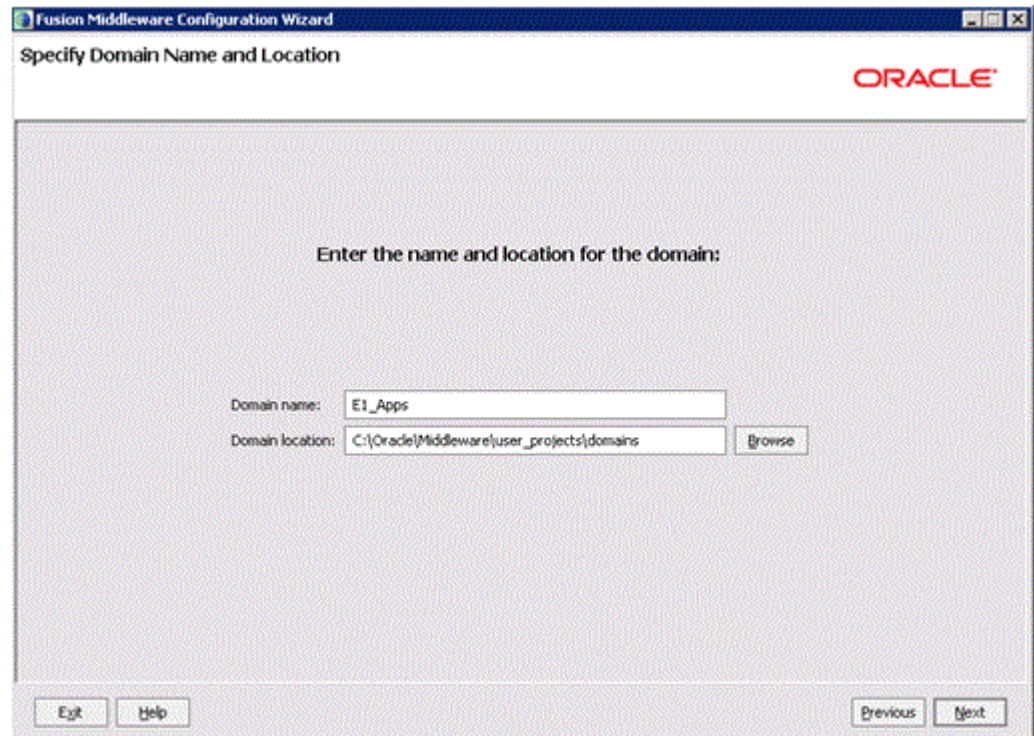 Fusion Middleware Configuration Wizard
Specify Domain Name and Location
ORACLE
Enter the name and location for the domain:
Domain name: E1_Apps
Domain location: C:\Oracle\Middleware\user_projects\domains Browse
Exit Help Previous Next